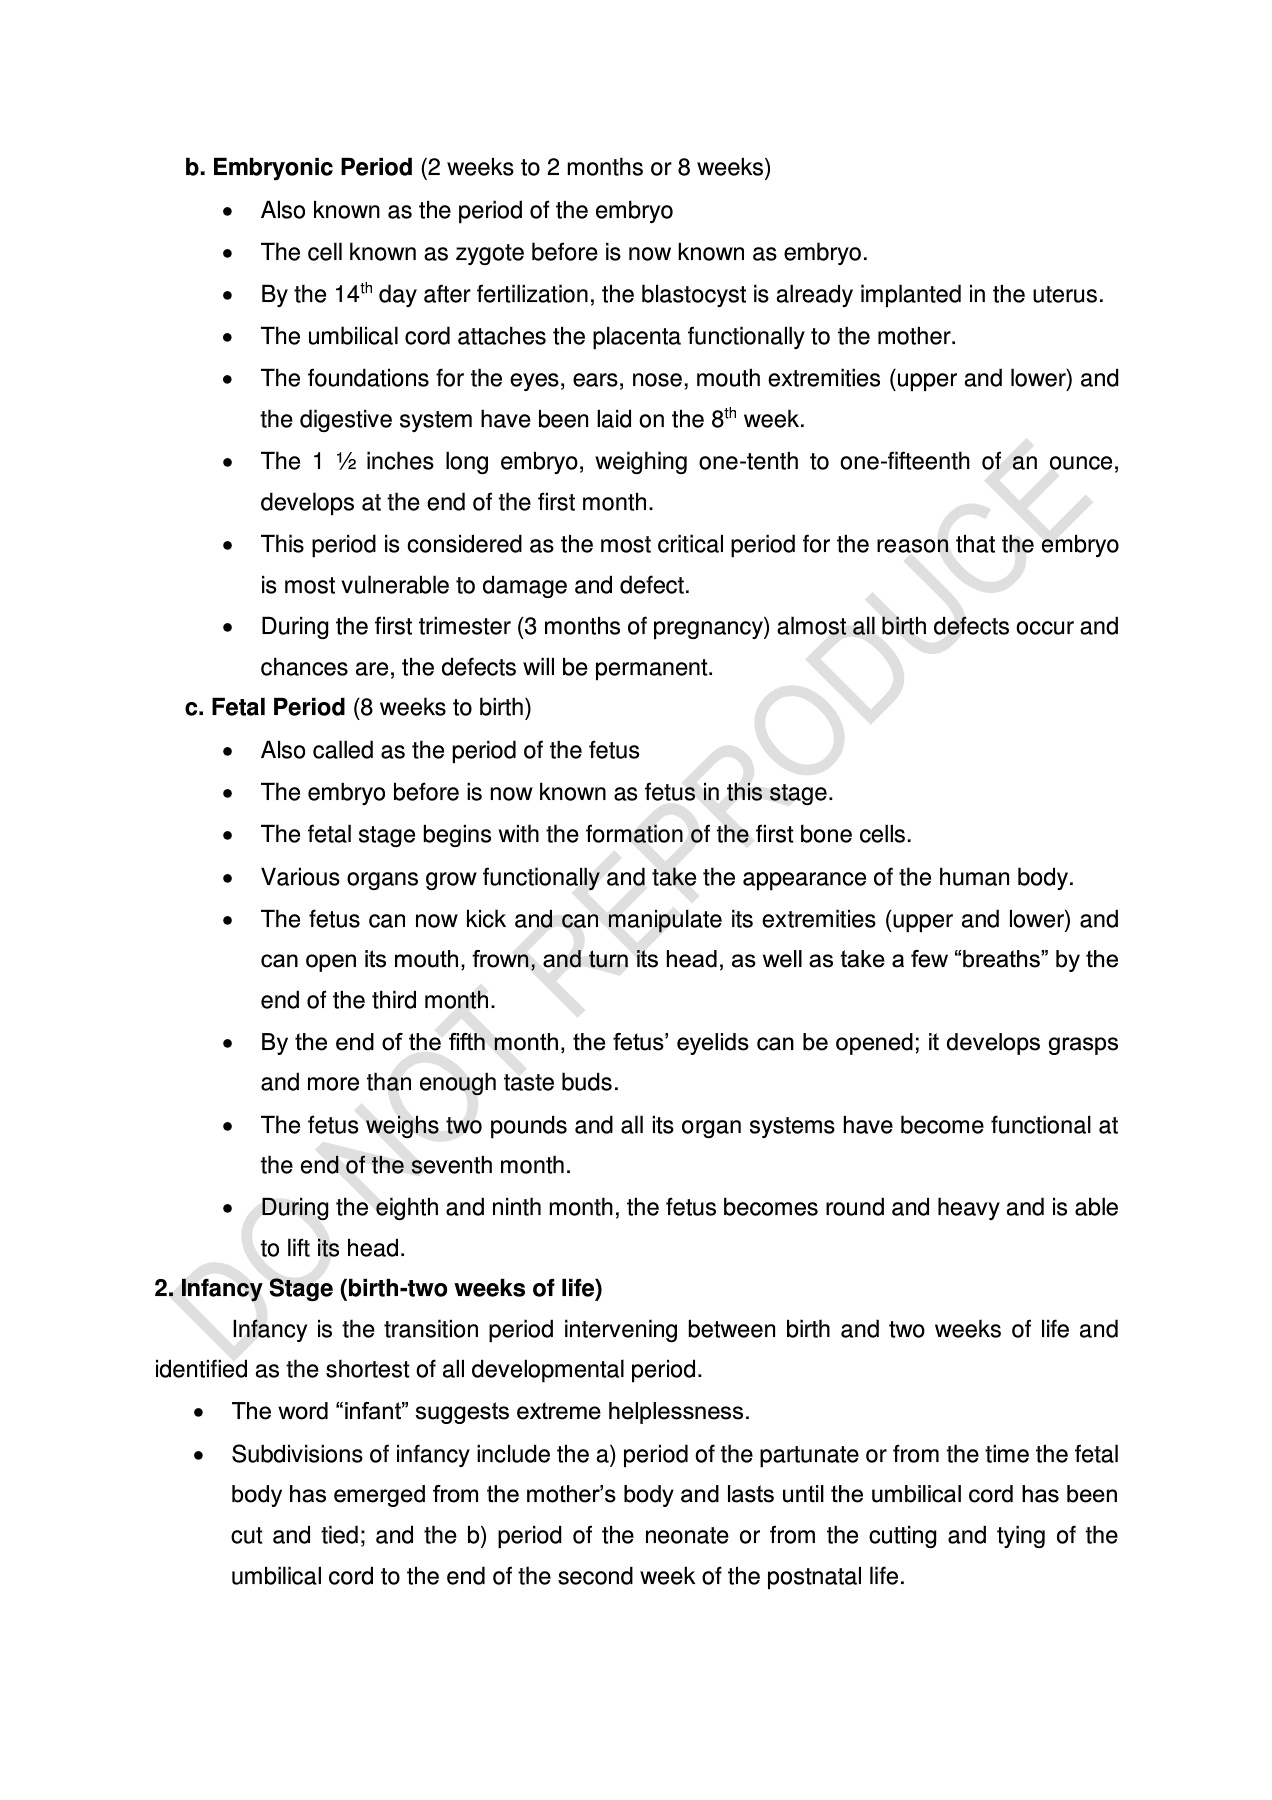 b. Embryonic Period (2 weeks to 2 months or 8 weeks)
• Also known as the period of the embryo
• The cell known as zygote before is now known as embryo.
• By the 14th day after fertilization, the blastocyst is already implanted in the uterus.
• The umbilical cord attaches the placenta functionally to the mother.
• The foundations for the eyes, ears, nose, mouth extremities (upper and lower) and
the digestive system have been laid on the 8th week.
• The 1 ½ inches long embryo, weighing one-tenth to one-fifteenth of an ounce,
develops at the end of the first month.
• This period is considered as the most critical period for the reason that the embryo
is most vulnerable to damage and defect.
• During the first trimester (3 months of pregnancy) almost all birth defects occur and
chances are, the defects will be permanent.
c. Fetal Period (8 weeks to birth)
• Also called as the period of the fetus
• The embryo before is now known as fetus in this stage.
• The fetal stage begins with the formation of the first bone cells.
• Various organs grow functionally and take the appearance of the human body.
• The fetus can now kick and can manipulate its extremities (upper and lower) and
can open its mouth, frown, and turn its head, as well as take a few “breaths” by the
end of the third month.
• By the end of the fifth month, the fetus’ eyelids can be opened; it develops grasps
and more than enough taste buds.
• The fetus weighs two pounds and all its organ systems have become functional at
the end of the seventh month.
• During the eighth and ninth month, the fetus becomes round and heavy and is able
to lift its head.
2. Infancy Stage (birth-two weeks of life)
Infancy is the transition period intervening between birth and two weeks of life and
identified as the shortest of all developmental period.
• The word “infant” suggests extreme helplessness.
• Subdivisions of infancy include the a) period of the partunate or from the time the fetal
body has emerged from the mother’s body and lasts until the umbilical cord has been
cut and tied; and the b) period of the neonate or from the cutting and tying of the
umbilical cord to the end of the second week of the postnatal life.
DO NOT REPRODUCE